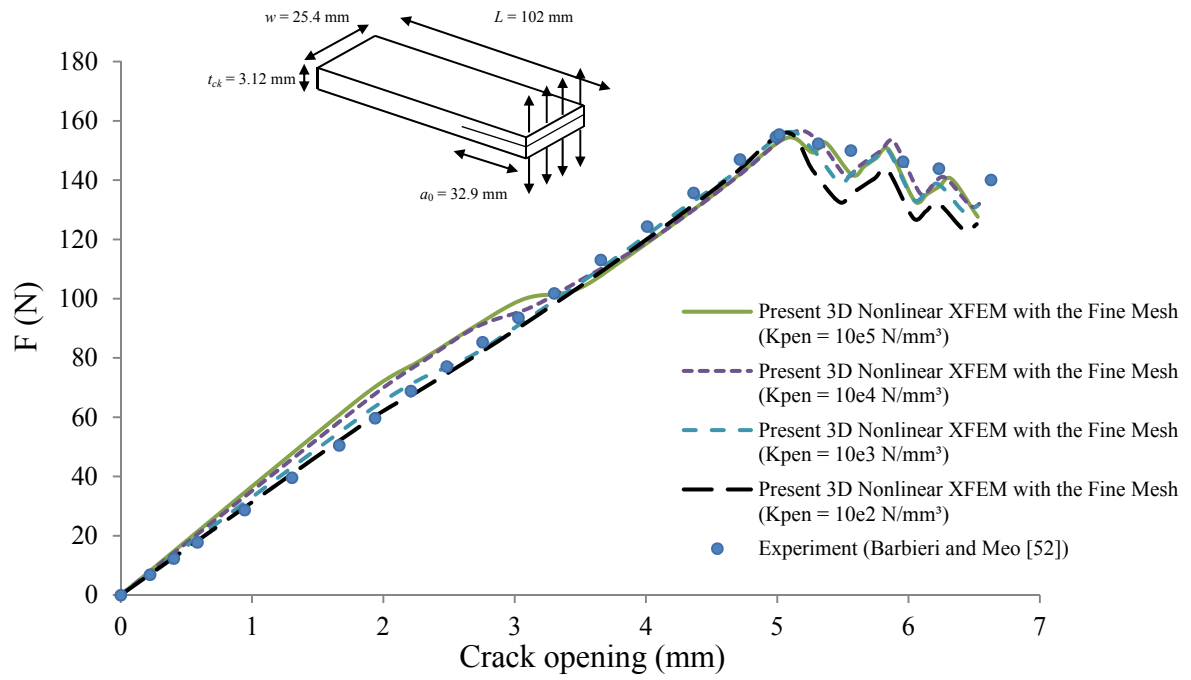 w = 25.4 mm
L = 102 mm
t_ck = 3.12 mm
a₀ = 32.9 mm
F (N)
180
160
140
120
100
80
60
40
20
0
0 1 2 3 4 5 6 7
Crack opening (mm)
Present 3D Nonlinear XFEM with the Fine Mesh
(Kpen = 10e5 N/mm³)
Present 3D Nonlinear XFEM with the Fine Mesh
(Kpen = 10e4 N/mm³)
Present 3D Nonlinear XFEM with the Fine Mesh
(Kpen = 10e3 N/mm³)
Present 3D Nonlinear XFEM with the Fine Mesh
(Kpen = 10e2 N/mm³)
Experiment (Barbieri and Meo [52])